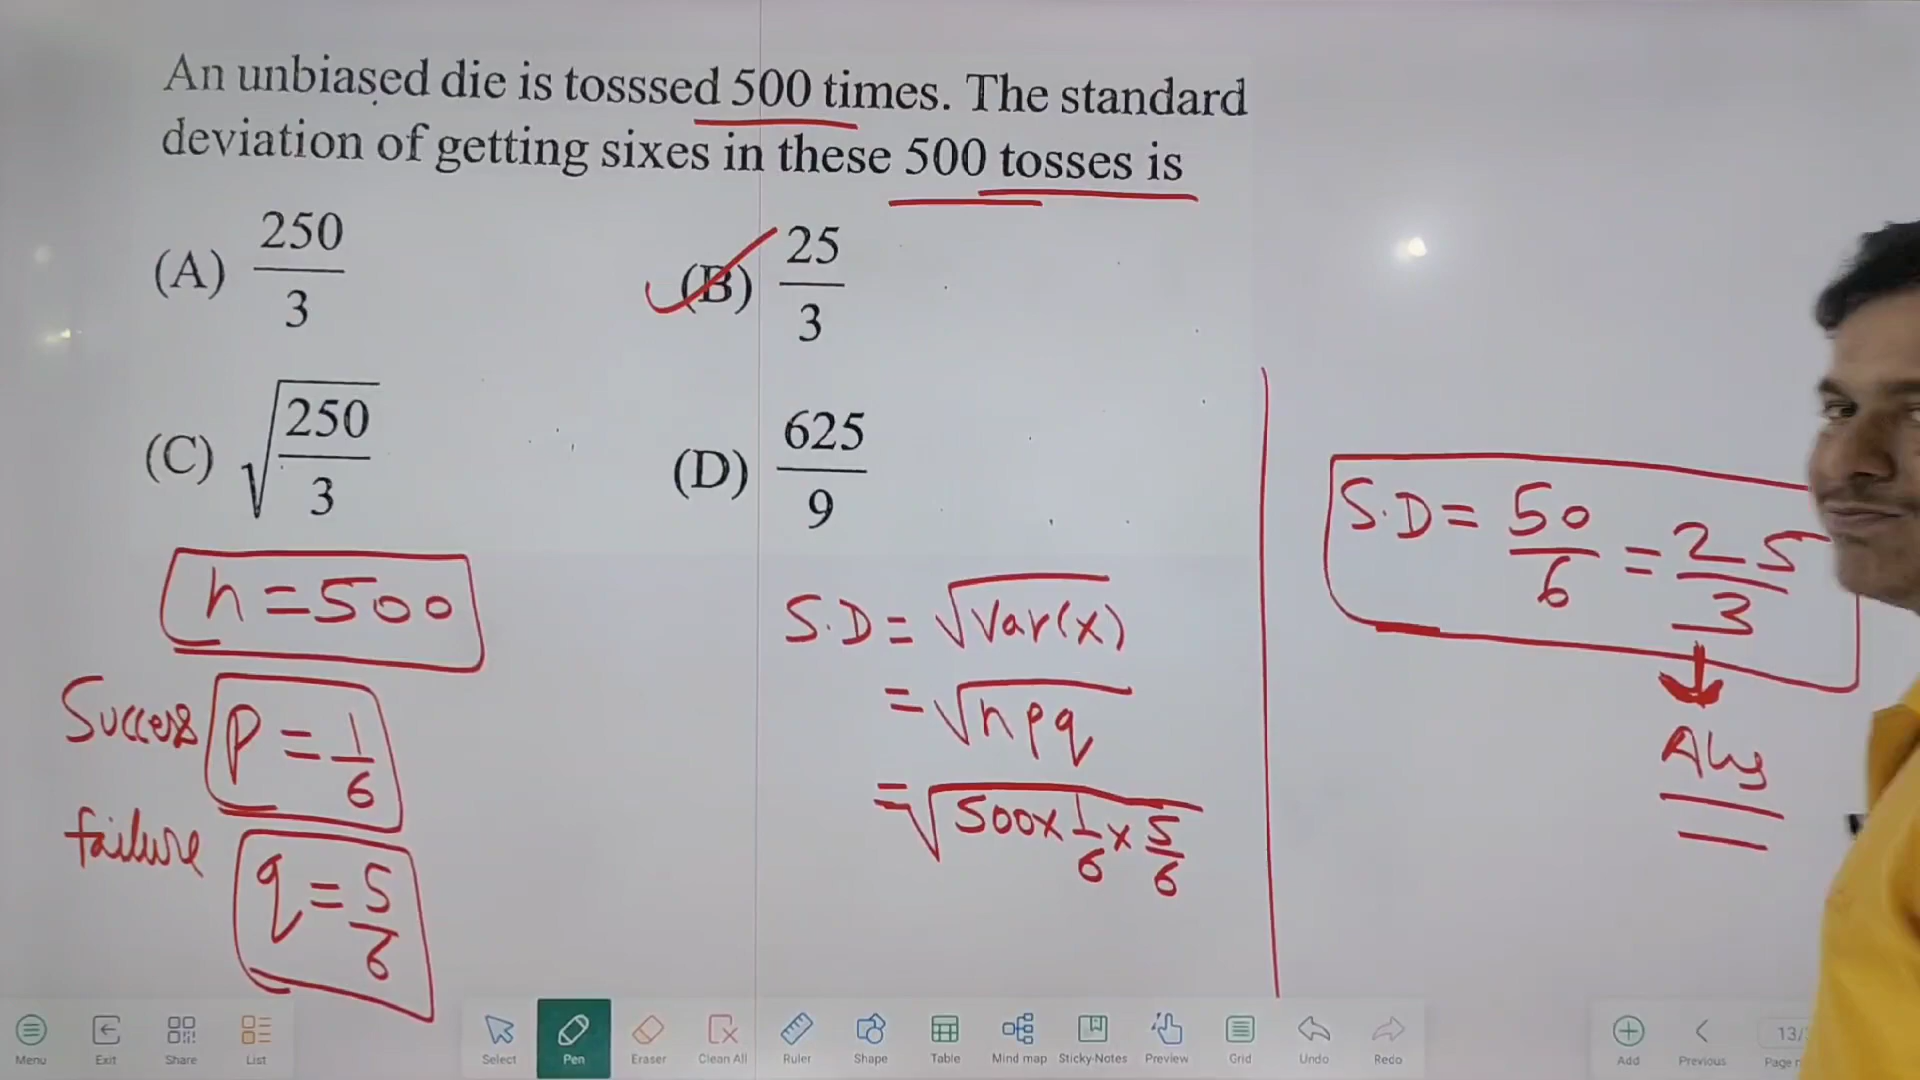 An unbiased die is tosssed 500 times. The standard
deviation of getting sixes in these 500 tosses is
(A) 250/3
(B) 25/3
(C) √(250/3)
(D) 625/9
n = 500
Success p = 1/6
failure q = 5/6
S.D = √Var(x)
= √npq
= √(500 x 1/6 x 5/6)
S.D = 50/6 = 25/3
Ans
Menu Exit Share List Select Pen Eraser Clean All Ruler Shape Table Mind map Sticky Notes Preview Grid Undo Redo Add Previous
13/
Page